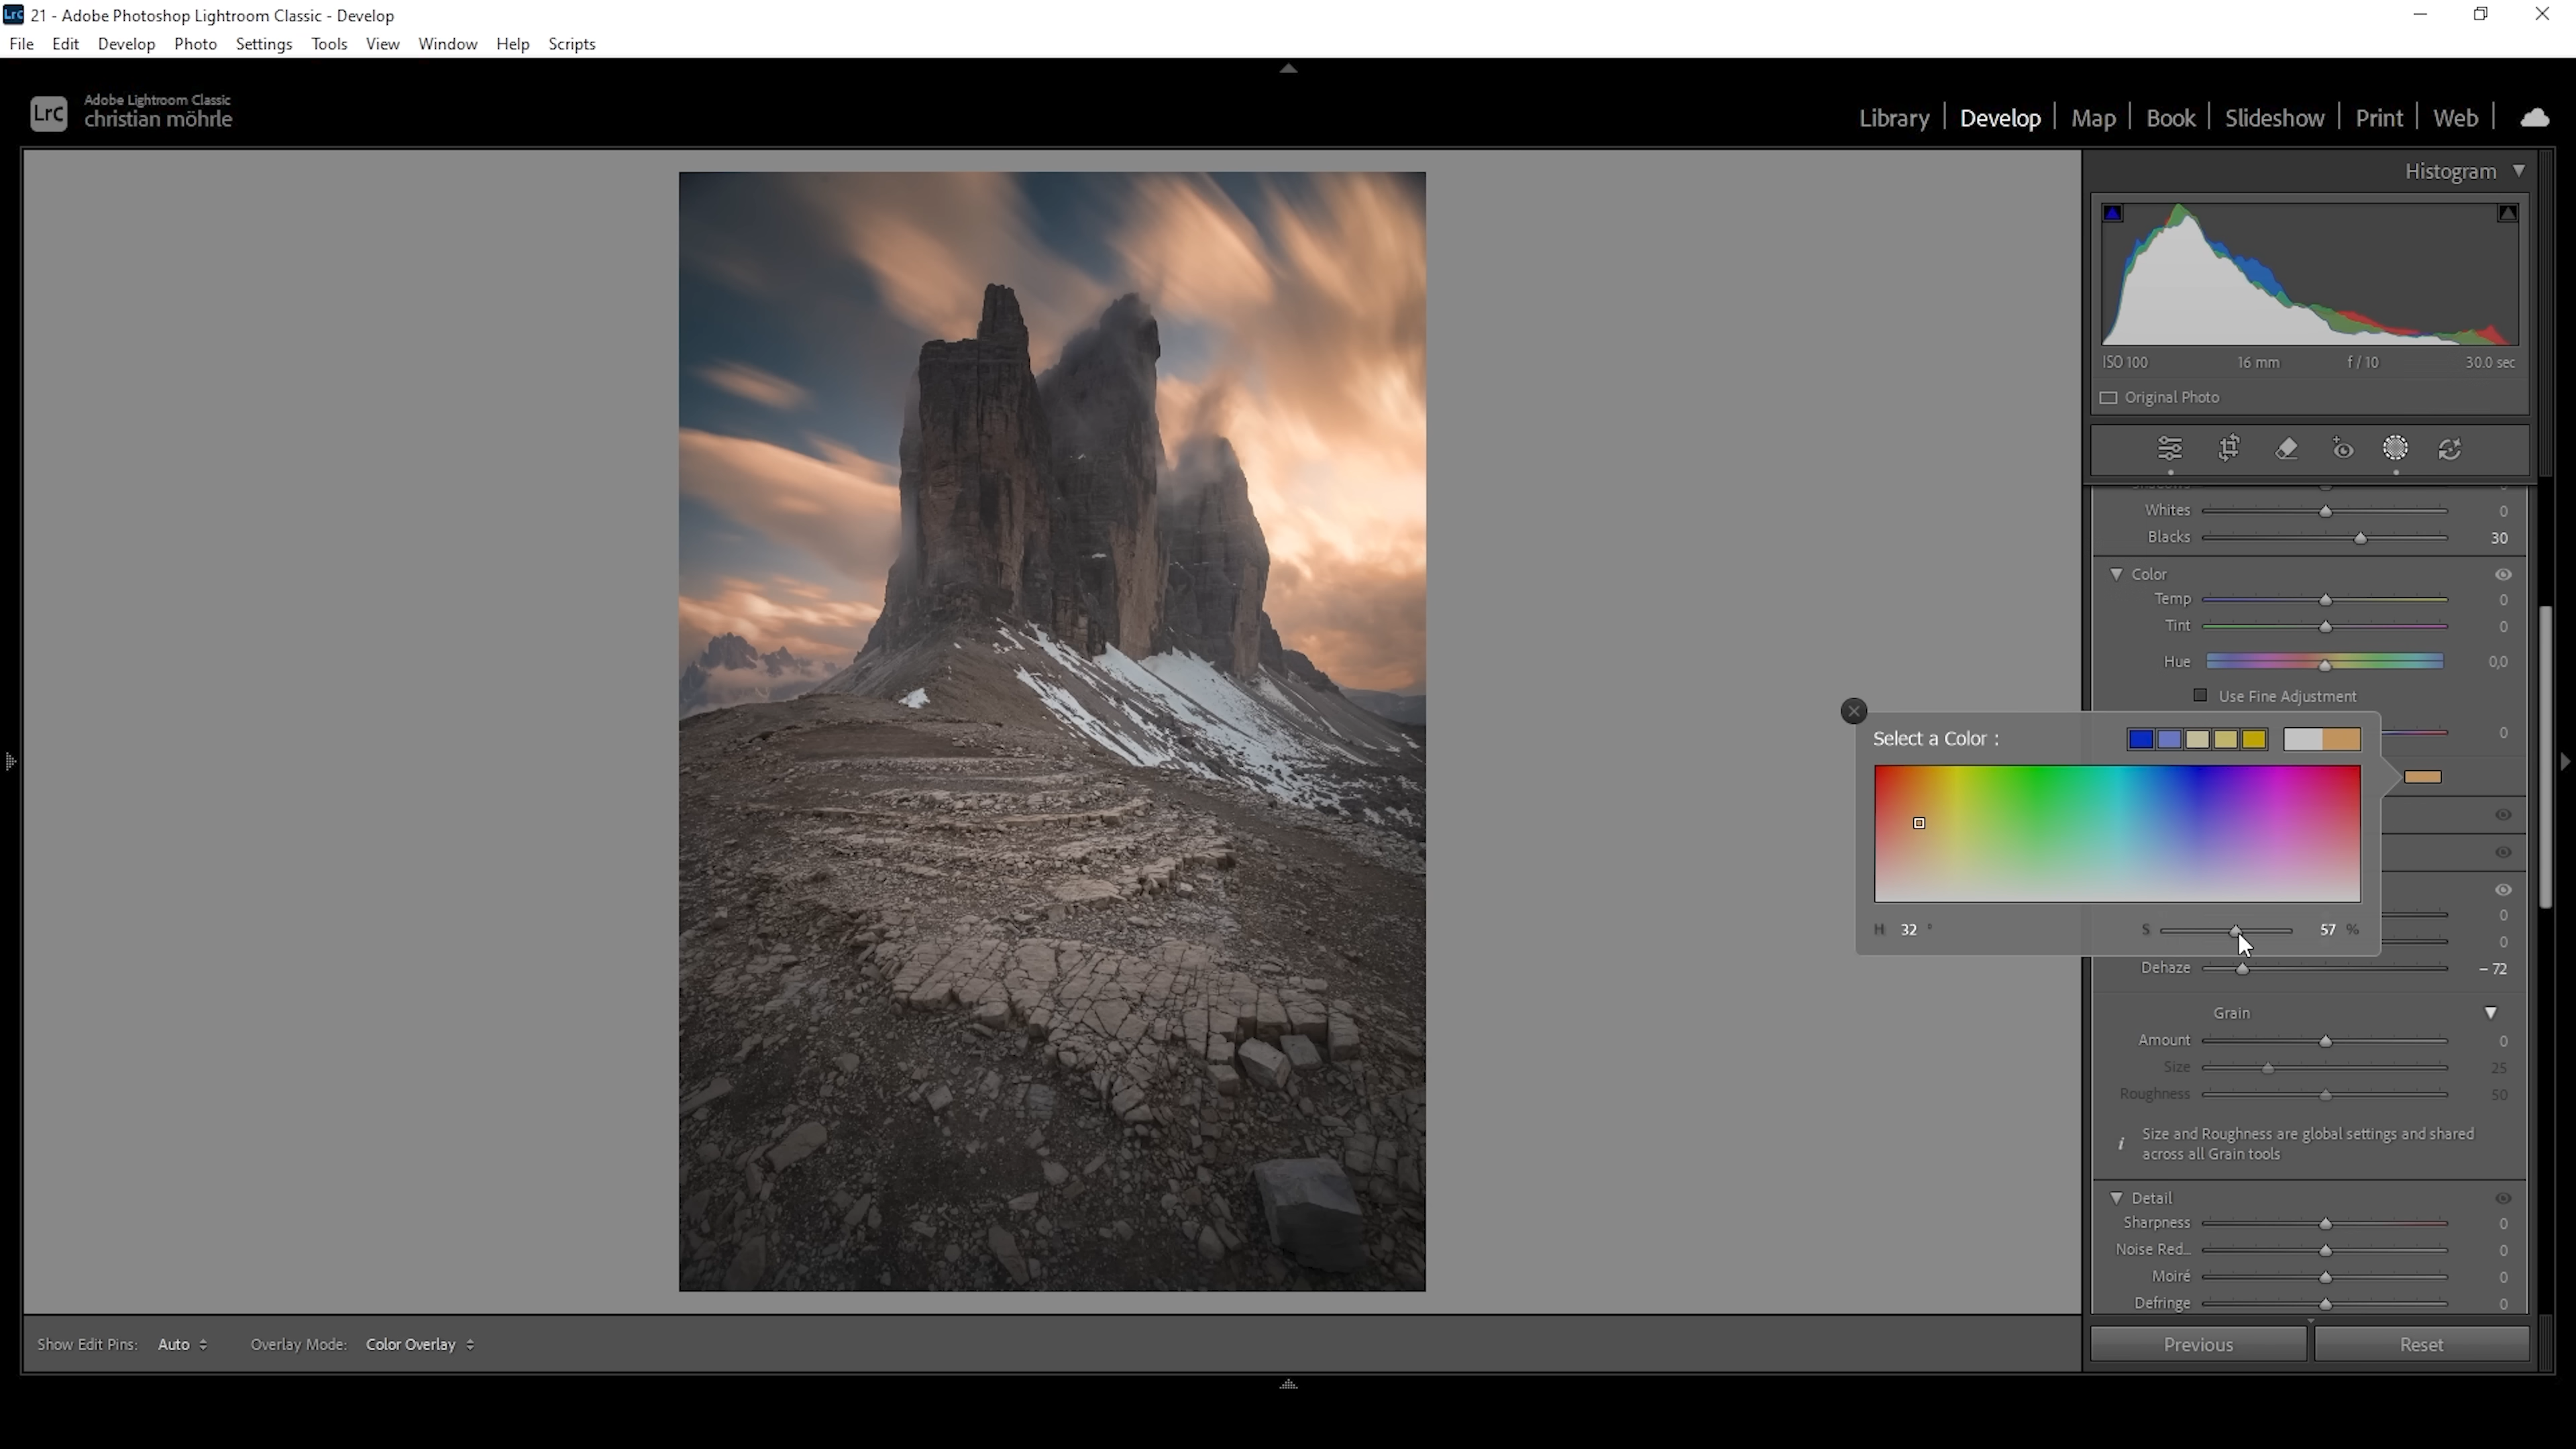 21 - Adobe Photoshop Lightroom Classic - Develop
File Edit Develop Photo Settings Tools View Window Help Scripts
Lrc
Adobe Lightroom Classic
christian möhrle
Library | Develop | Map | Book | Slideshow | Print | Web |
Histogram
ISO 100 16 mm f / 10 30.0 sec
Original Photo
Whites 0
Blacks 30
Color
Temp 0
Tint 0
Hue 0,0
Use Fine Adjustment
0
Select a Color :
H 32 ° S 57 %
0
0
Dehaze – 72
Grain
Amount 0
Size 25
Roughness 50
i Size and Roughness are global settings and shared
across all Grain tools
Detail
Sharpness 0
Noise Red... 0
Moiré 0
Defringe 0
Show Edit Pins: Auto Overlay Mode: Color Overlay
Previous Reset